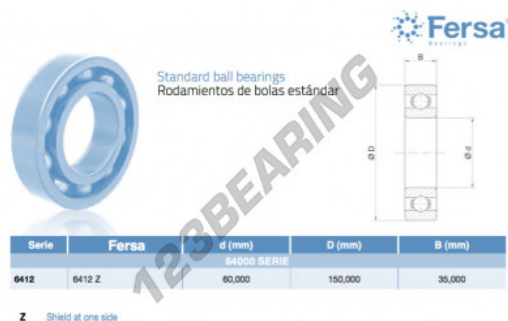 Fersa
Bearings
Standard ball bearings
Rodamientos de bolas estándar
B
Ø D
Ø d
123BEARING
Serie Fersa d (mm) D (mm) B (mm)
64000 SERIE
6412 6412 Z 60,000 150,000 35,000
Z Shield at one side